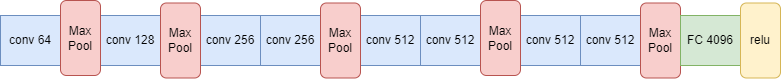 conv 64
Max
Pool
conv 128
Max
Pool
conv 256
conv 256
Max
Pool
conv 512
conv 512
Max
Pool
conv 512
conv 512
Max
Pool
FC 4096
relu